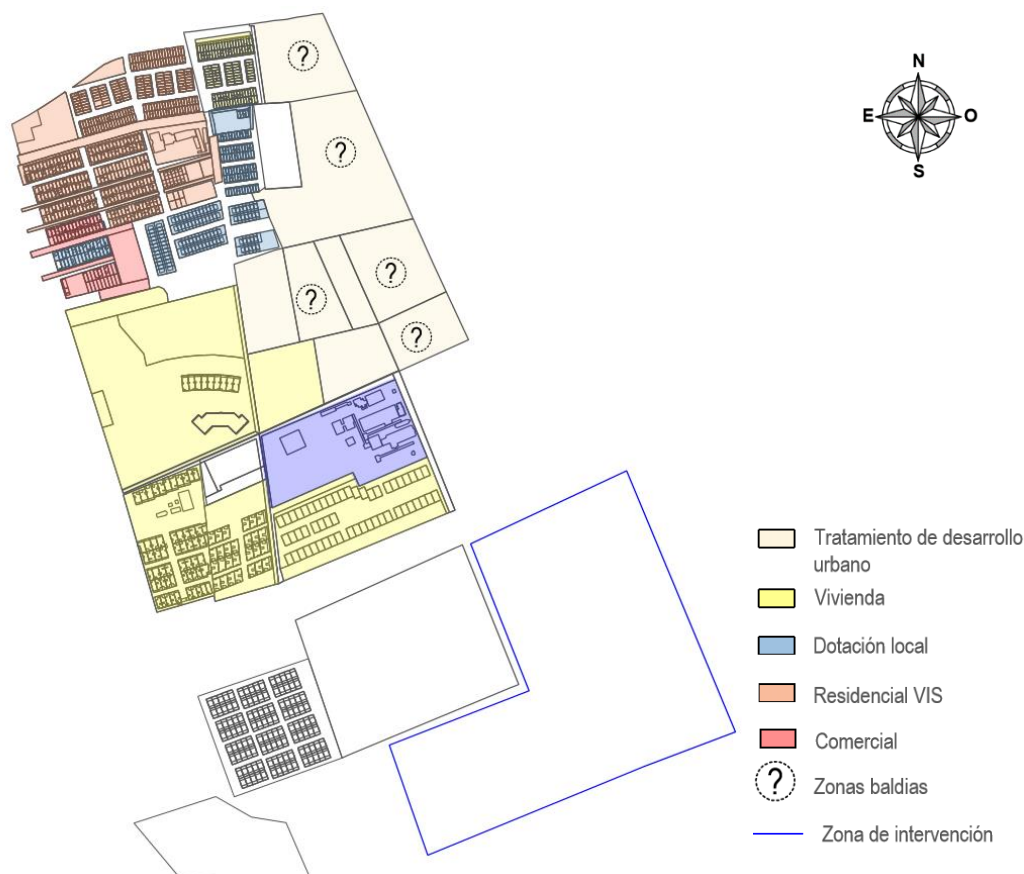 ?
?
?
?
?
N
E
O
S
Tratamiento de desarrollo
urbano
Vivienda
Dotación local
Residencial VIS
Comercial
? Zonas baldias
Zona de intervención